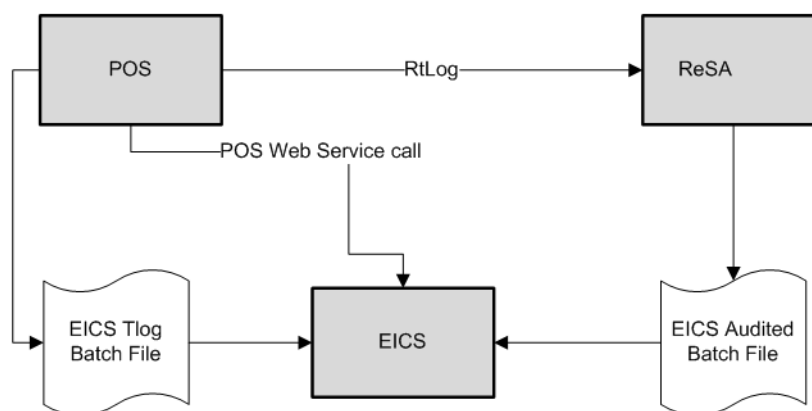 POS
RtLog
ReSA
POS Web Service call
EICS Tlog
Batch File
EICS
EICS Audited
Batch File